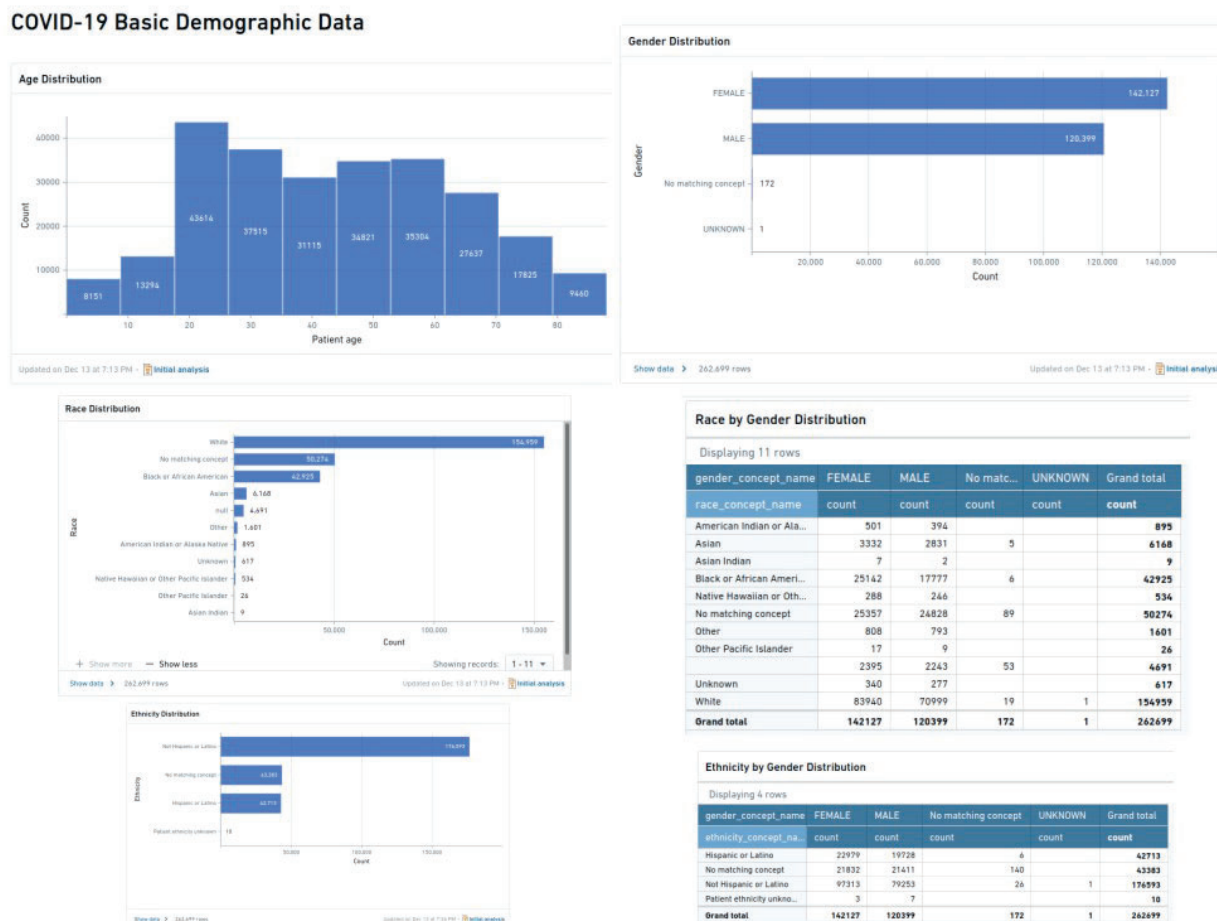 COVID-19 Basic Demographic Data
Age Distribution
Count
40000
30000
20000
10000
8151
13294
43614
37515
31115
34821
35304
27637
17825
9460
10 20 30 40 50 60 70 80
Patient age
Updated on Dec 13 at 7:13 PM - Initial analysis
Gender Distribution
Gender
FEMALE 142,127
MALE 120,399
No matching concept 172
UNKNOWN 1
20,000 40,000 60,000 80,000 100,000 120,000 140,000
Count
Show data > 262,699 rows
Updated on Dec 13 at 7:13 PM - Initial analysi
Race Distribution
Race
White 154,959
No matching concept 50,274
Black or African American 42,925
Asian 6,168
null 4,691
Other 1,601
American Indian or Alaska Native 895
Unknown 617
Native Hawaiian or Other Pacific Islander 534
Other Pacific Islander 26
Asian Indian 9
50,000 100,000 150,000
Count
+ Show more — Show less Showing records: 1 - 11
Show data > 262,699 rows Updated on Dec 13 at 7:13 PM - Initial analysis
Race by Gender Distribution
Displaying 11 rows
gender_concept_name FEMALE MALE No matc... UNKNOWN Grand total
race_concept_name count count count count count
American Indian or Ala... 501 394 895
Asian 3332 2831 5 6168
Asian Indian 7 2 9
Black or African Ameri... 25142 17777 6 42925
Native Hawaiian or Oth... 288 246 534
No matching concept 25357 24828 89 50274
Other 808 793 1601
Other Pacific Islander 17 9 26
2395 2243 53 4691
Unknown 340 277 617
White 83940 70999 19 1 154959
Grand total 142127 120399 172 1 262699
Ethnicity Distribution
Ethnicity
Not Hispanic or Latino 176,593
No matching concept 43,383
Hispanic or Latino 42,713
Patient ethnicity unknown 10
50,000 100,000 150,000
Count
Show data > 262,699 rows
Initial analysis
Ethnicity by Gender Distribution
Displaying 4 rows
gender_concept_name FEMALE MALE No matching concept UNKNOWN Grand total
ethnicity_concept_na... count count count count count
Hispanic or Latino 22979 19728 6 42713
No matching concept 21832 21411 140 43383
Not Hispanic or Latino 97313 79253 26 1 176593
Patient ethnicity unkno... 3 7 10
Grand total 142127 120399 172 1 262699